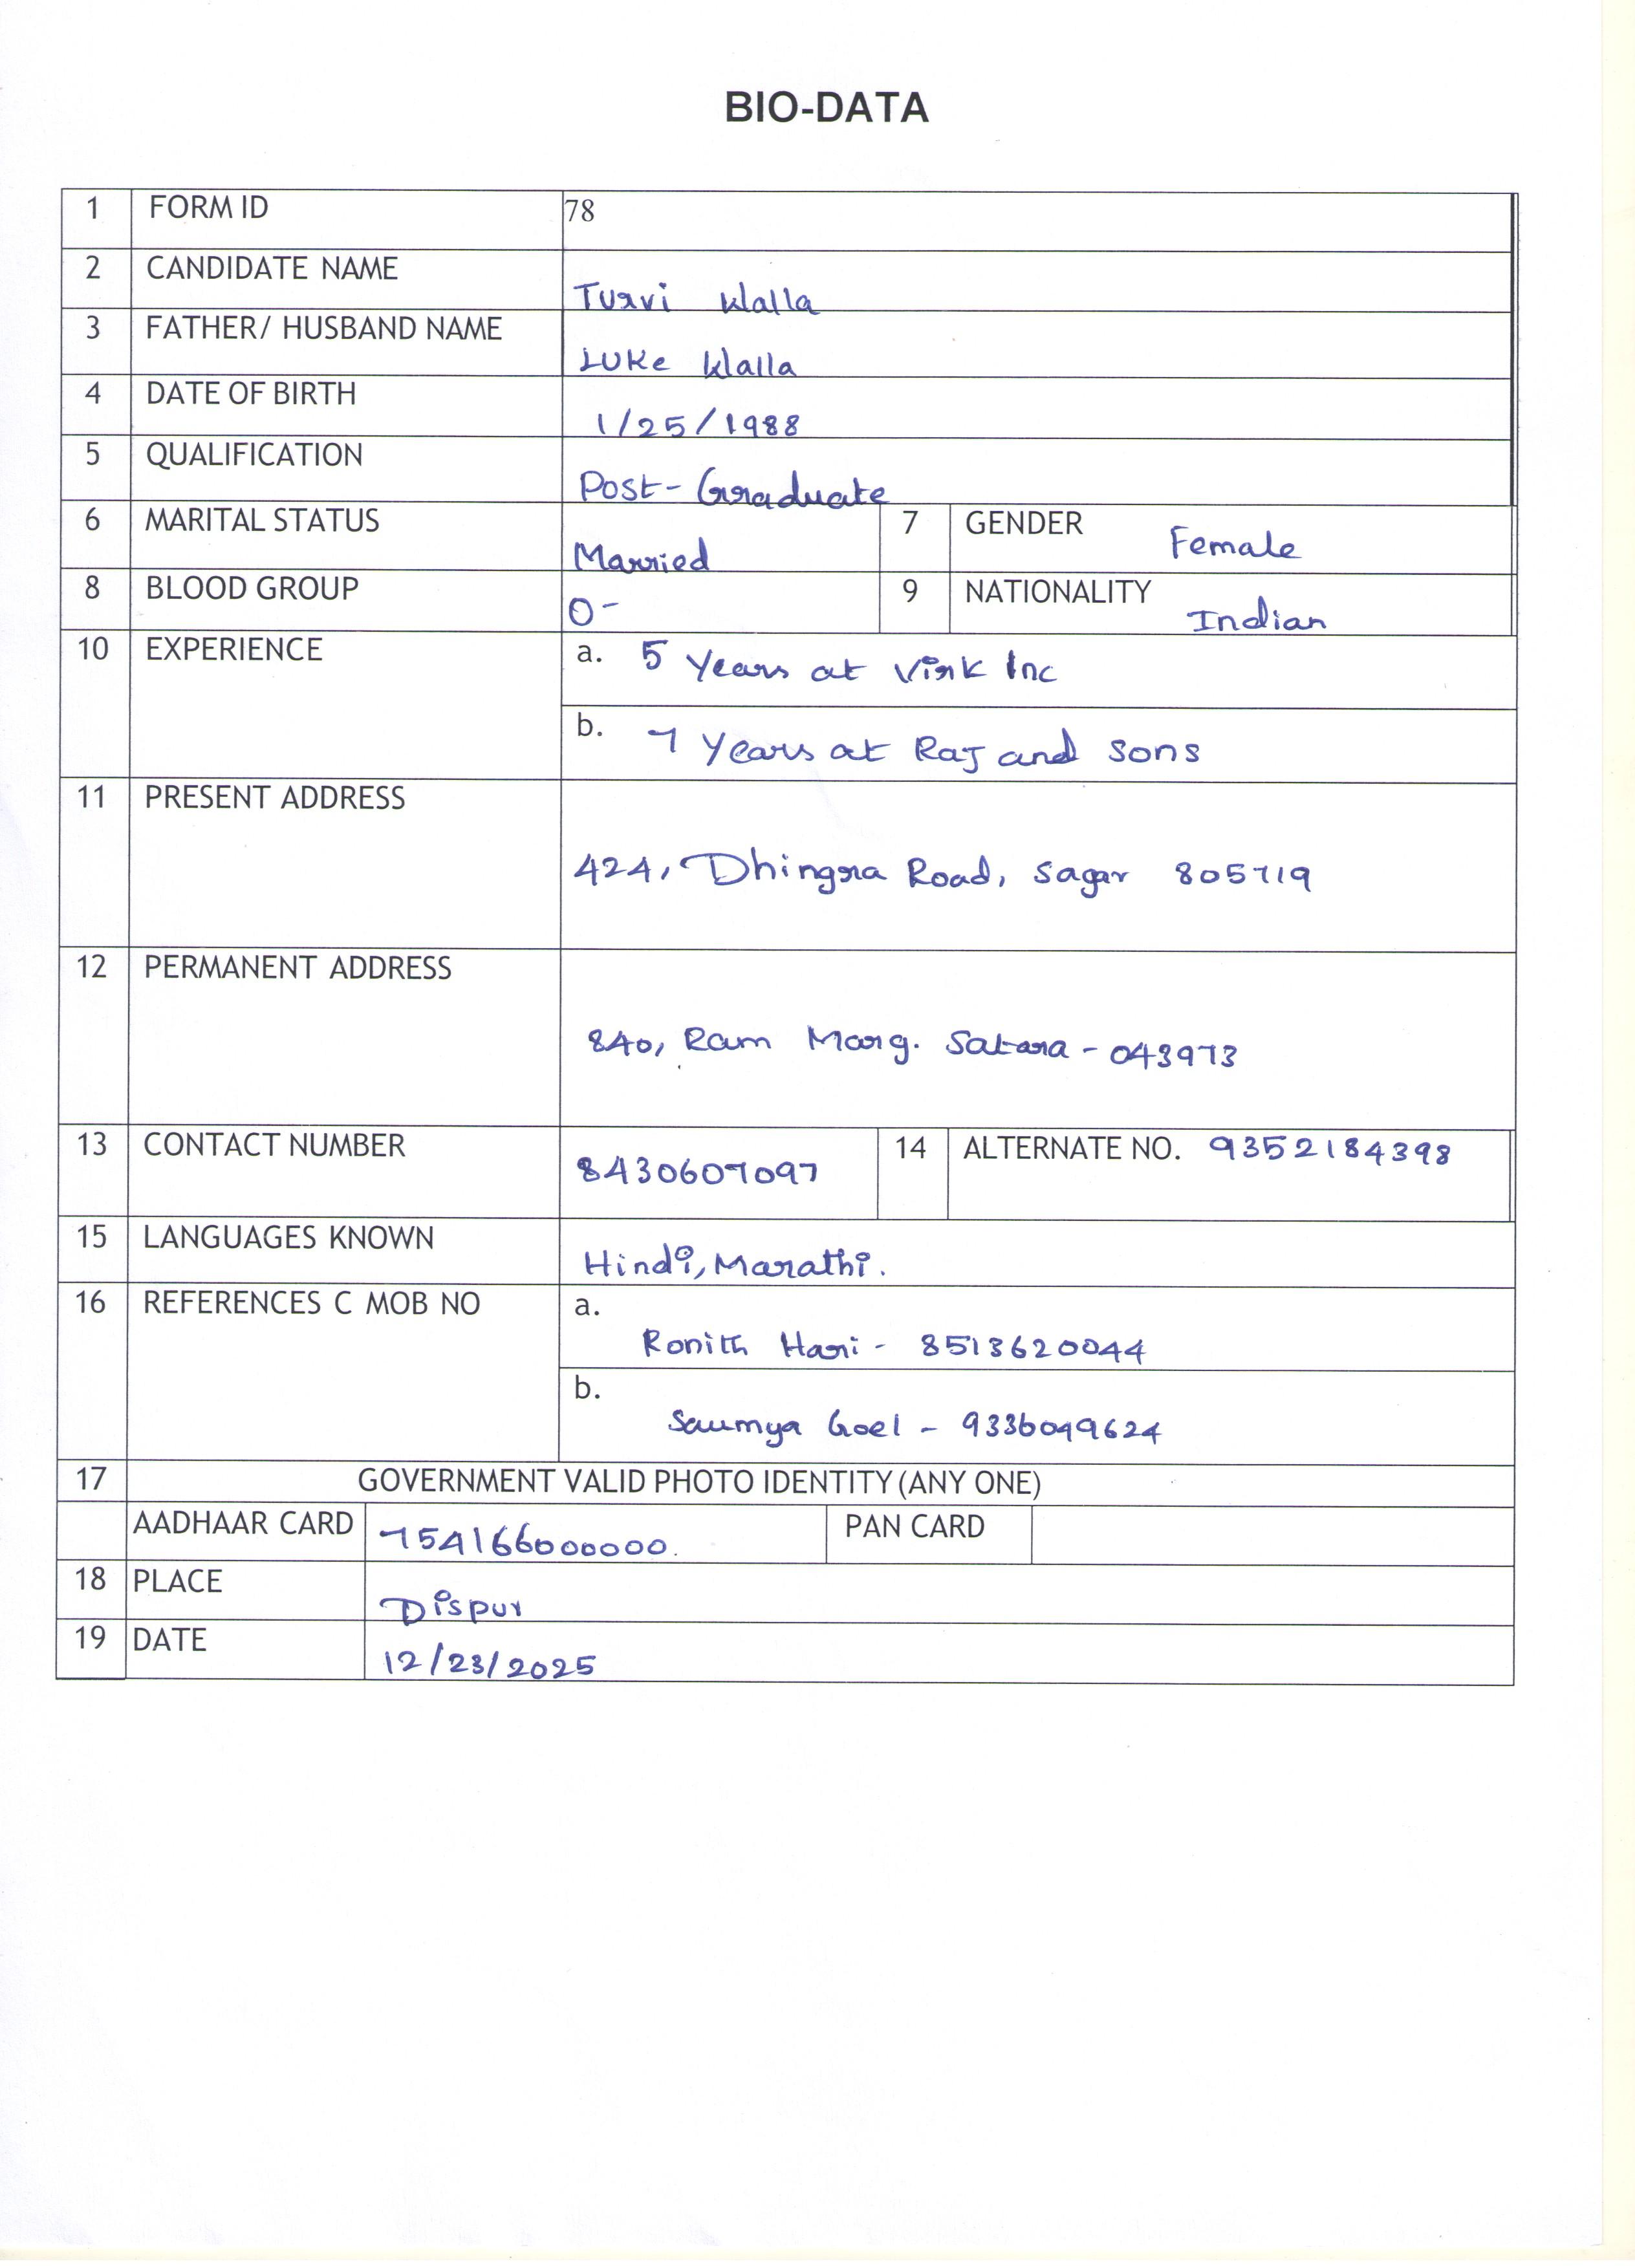 BIO-DATA
1 FORM ID 78
2 CANDIDATE NAME Turvi Walla
3 FATHER/ HUSBAND NAME Luke Walla
4 DATE OF BIRTH 1/25/1988
5 QUALIFICATION Post-Graduate
6 MARITAL STATUS Married 7 GENDER Female
8 BLOOD GROUP O- 9 NATIONALITY Indian
10 EXPERIENCE a. 5 Years at Virk Inc
b. 7 Years at Raj and Sons
11 PRESENT ADDRESS 424, Dhingra Road, Sagar 805719
12 PERMANENT ADDRESS 840, Ram Marg. Satara - 043973
13 CONTACT NUMBER 8430607097 14 ALTERNATE NO. 9352184398
15 LANGUAGES KNOWN Hindi, Marathi.
16 REFERENCES C MOB NO a. Ronith Hari - 8513620044
b. Saumya Goel - 9336049624
17 GOVERNMENT VALID PHOTO IDENTITY (ANY ONE)
AADHAAR CARD 754166000000. PAN CARD
18 PLACE Dispur
19 DATE 12/23/2025